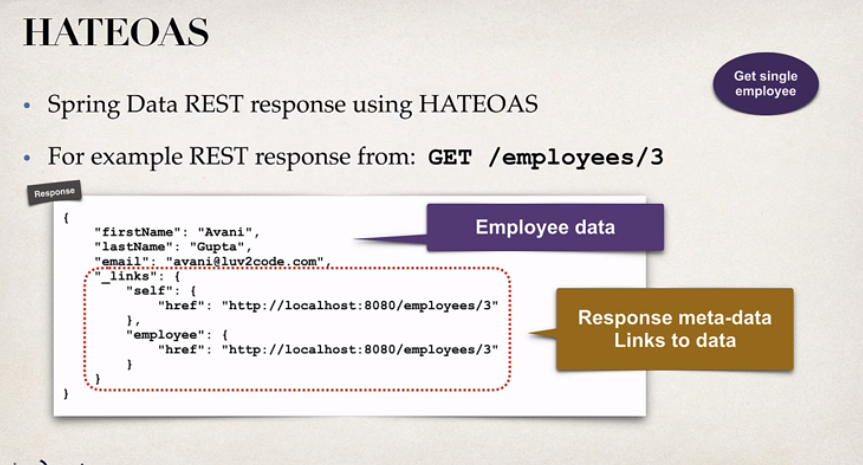 HATEOAS
Get single
employee
• Spring Data REST response using HATEOAS
• For example REST response from: GET /employees/3
Response
{
"firstName": "Avani",
"lastName": "Gupta",
"email": "avani@luv2code.com",
"_links": {
"self": {
"href": "http://localhost:8080/employees/3"
},
"employee": {
"href": "http://localhost:8080/employees/3"
}
}
}
Employee data
Response meta-data
Links to data